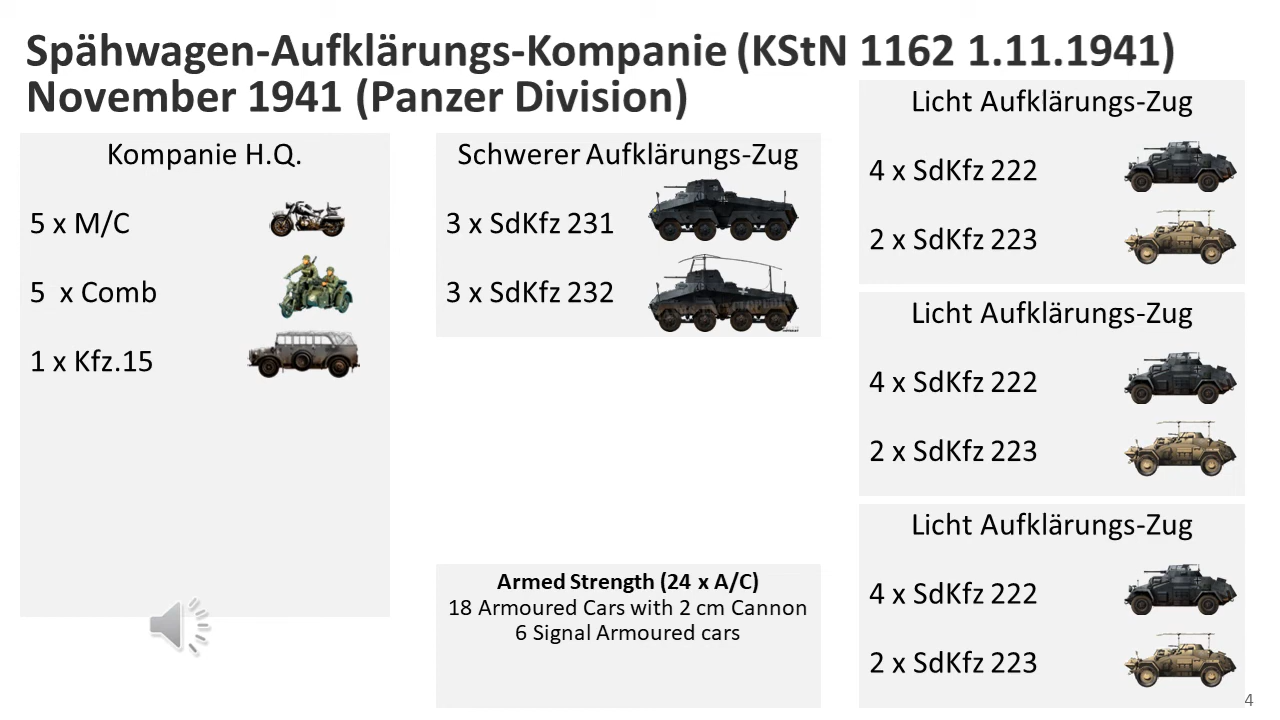 Spähwagen-Aufklärungs-Kompanie (KStN 1162 1.11.1941)
November 1941 (Panzer Division)
Kompanie H.Q.
5 x M/C
5  x Comb
1 x Kfz.15
Schwerer Aufklärungs-Zug
3 x SdKfz 231
3 x SdKfz 232
Armed Strength (24 x A/C)
18 Armoured Cars with 2 cm Cannon
6 Signal Armoured cars
Licht Aufklärungs-Zug
4 x SdKfz 222
2 x SdKfz 223
Licht Aufklärungs-Zug
4 x SdKfz 222
2 x SdKfz 223
Licht Aufklärungs-Zug
4 x SdKfz 222
2 x SdKfz 223
4